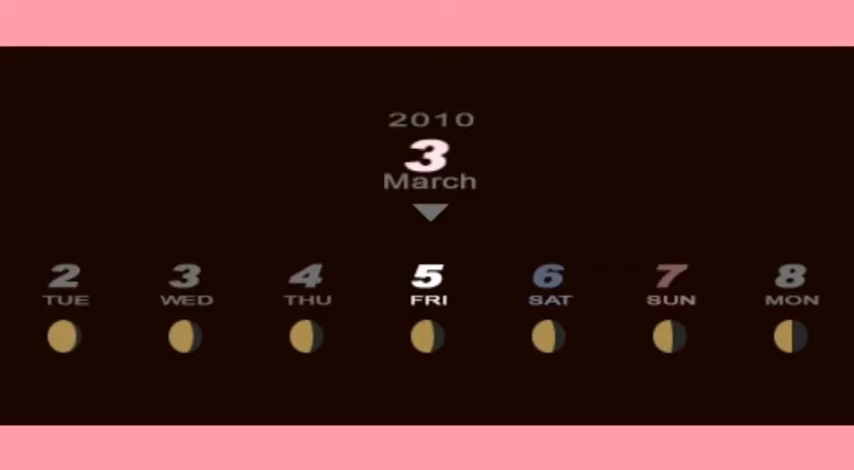 2010
3
March
2 3 4 5 6 7 8
TUE WED THU FRI SAT SUN MON